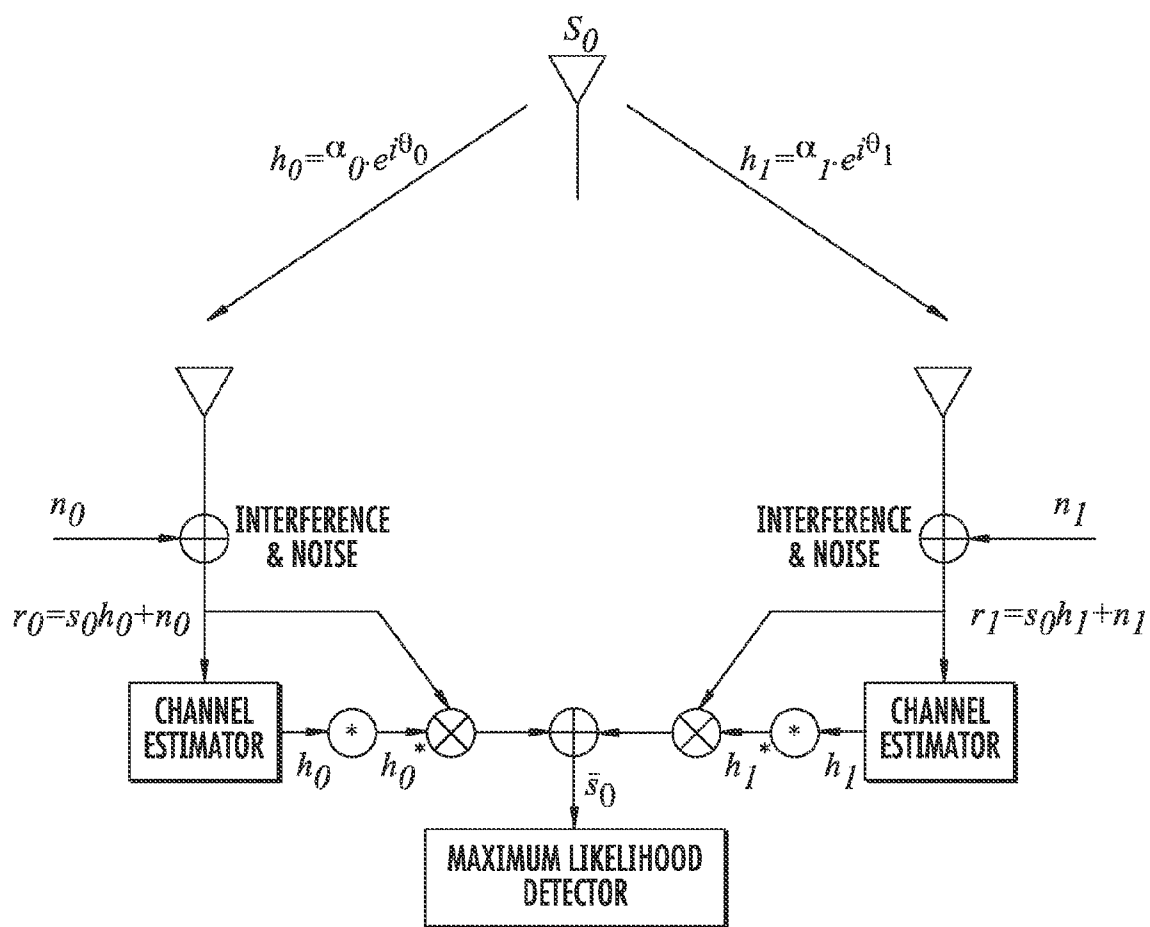 S0
h0=α0.e^iθ0
h1=α1.e^iθ1
n0
INTERFERENCE
& NOISE
INTERFERENCE
& NOISE
n1
r0=s0h0+n0
r1=s0h1+n1
CHANNEL
ESTIMATOR
*
*
CHANNEL
ESTIMATOR
h0
h0*
h1*
h1
s̄0
MAXIMUM LIKELIHOOD
DETECTOR